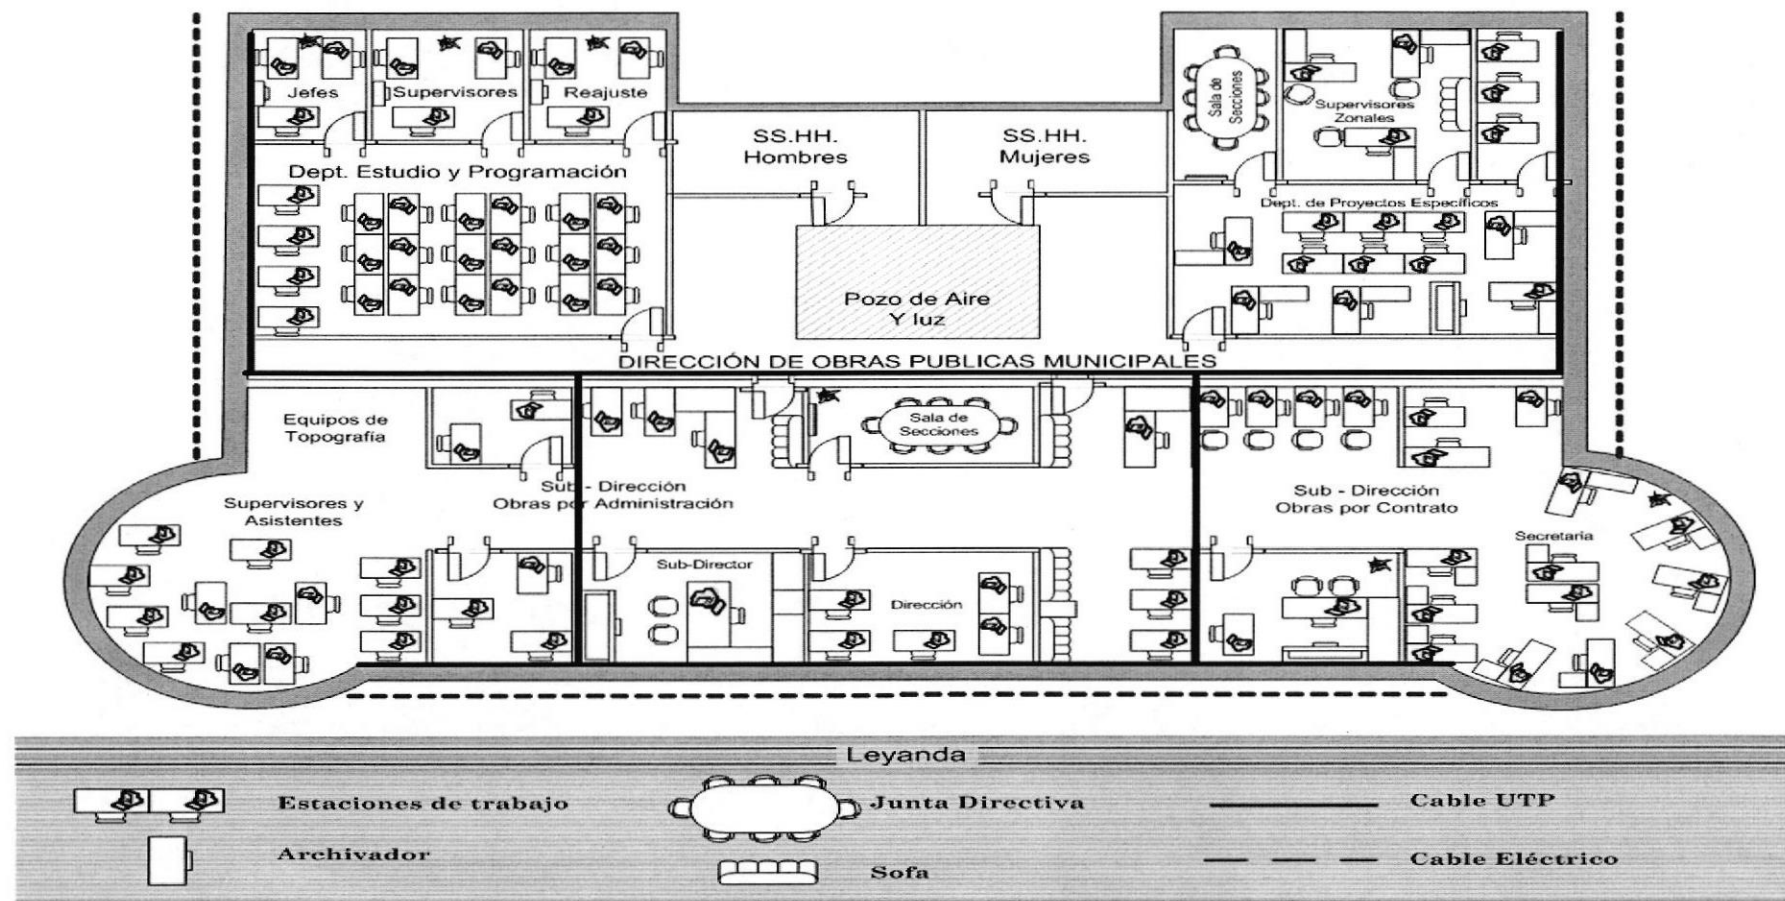 Jefes
Supervisores
Reajuste
Dept. Estudio y Programación
SS.HH.
Hombres
SS.HH.
Mujeres
Sala de
Secciones
Supervisores
Zonales
Dept. de Proyectos Específicos
Pozo de Aire
Y luz
DIRECCIÓN DE OBRAS PUBLICAS MUNICIPALES
Equipos de
Topografía
Sala de
Secciones
Supervisores y
Asistentes
Sub - Dirección
Obras por Administración
Sub - Dirección
Obras por Contrato
Secretaría
Sub-Director
Dirección
Leyanda
Estaciones de trabajo
Junta Directiva
Cable UTP
Archivador
Sofa
Cable Eléctrico